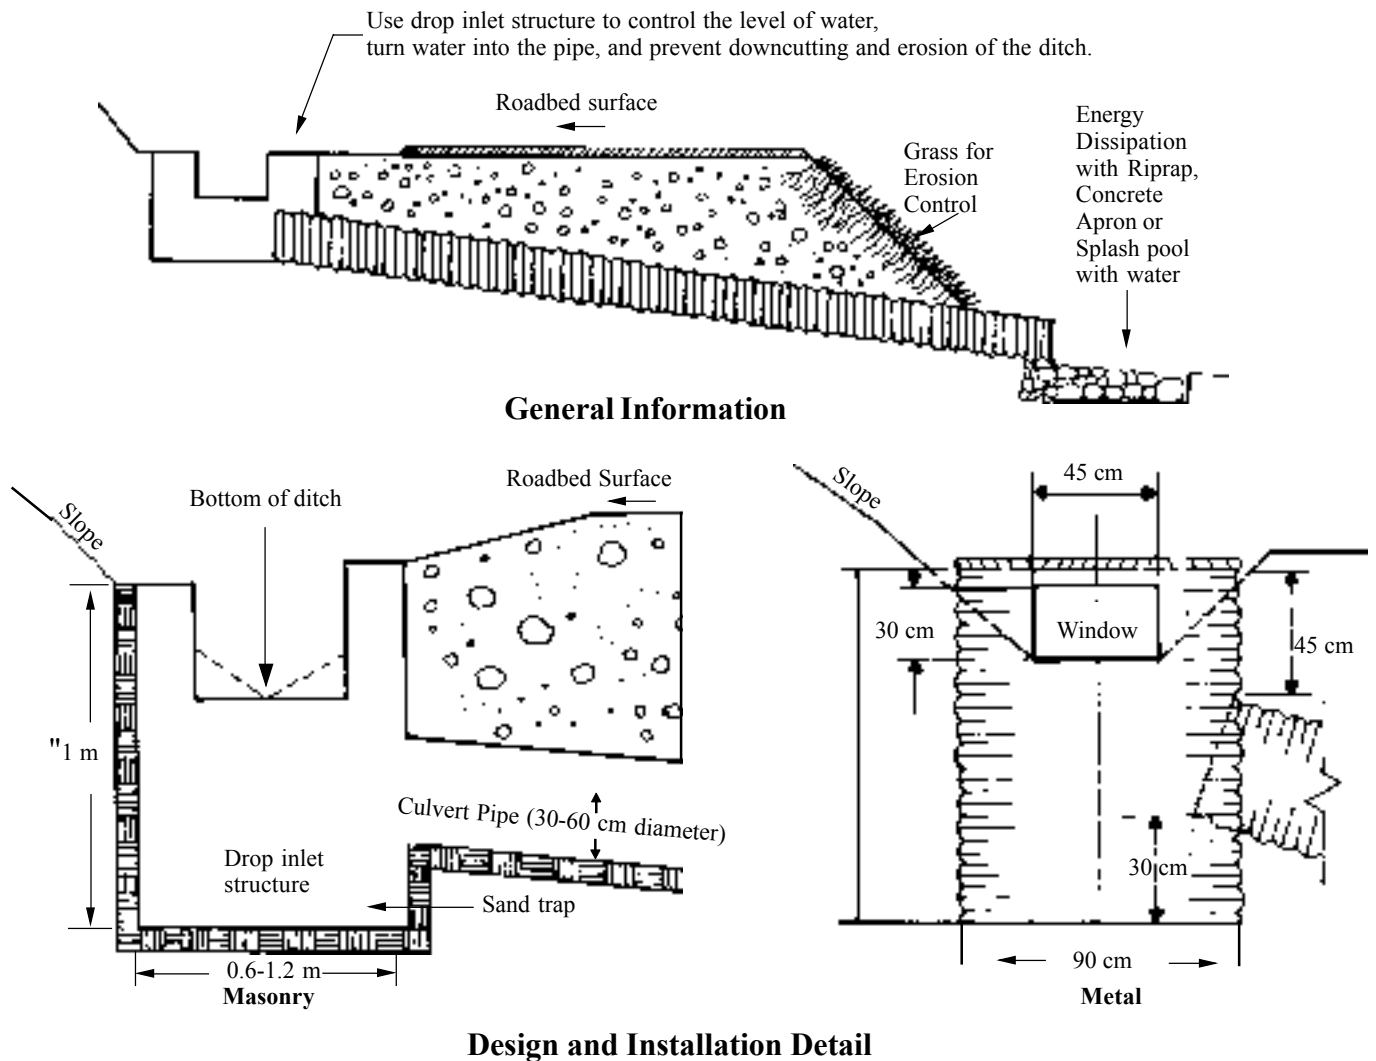 Use drop inlet structure to control the level of water,
turn water into the pipe, and prevent downcutting and erosion of the ditch.
Roadbed surface
Grass for
Erosion
Control
Energy
Dissipation
with Riprap,
Concrete
Apron or
Splash pool
with water
General Information
Slope
Bottom of ditch
Roadbed Surface
"1 m
Culvert Pipe (30-60 cm diameter)
Drop inlet
structure
Sand trap
0.6-1.2 m
Masonry
Slope
45 cm
30 cm
Window
45 cm
30 cm
90 cm
Metal
Design and Installation Detail